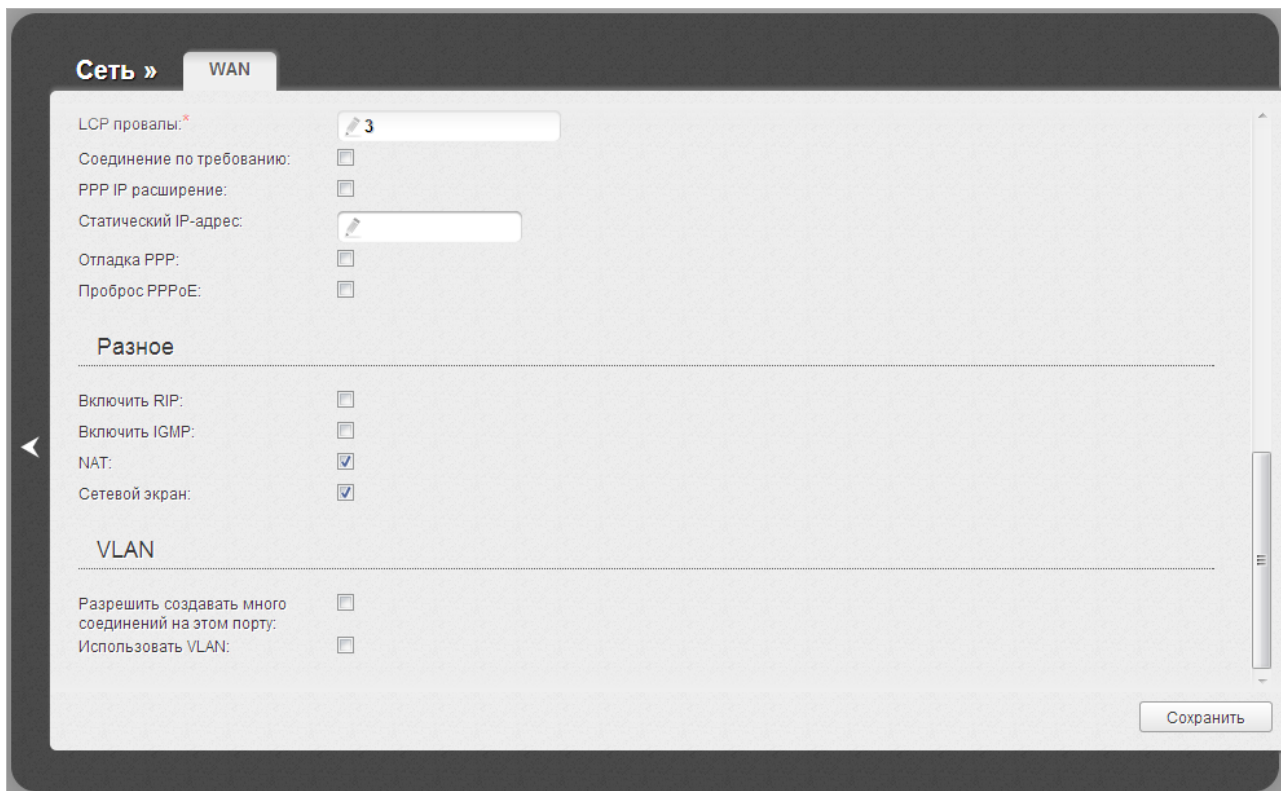 Сеть »
WAN
LCP провалы:*
3
Соединение по требованию:
PPP IP расширение:
Статический IP-адрес:
Отладка PPP:
Проброс PPPoE:
Разное
Включить RIP:
Включить IGMP:
NAT:
Сетевой экран:
VLAN
Разрешить создавать много
соединений на этом порту:
Использовать VLAN:
Сохранить